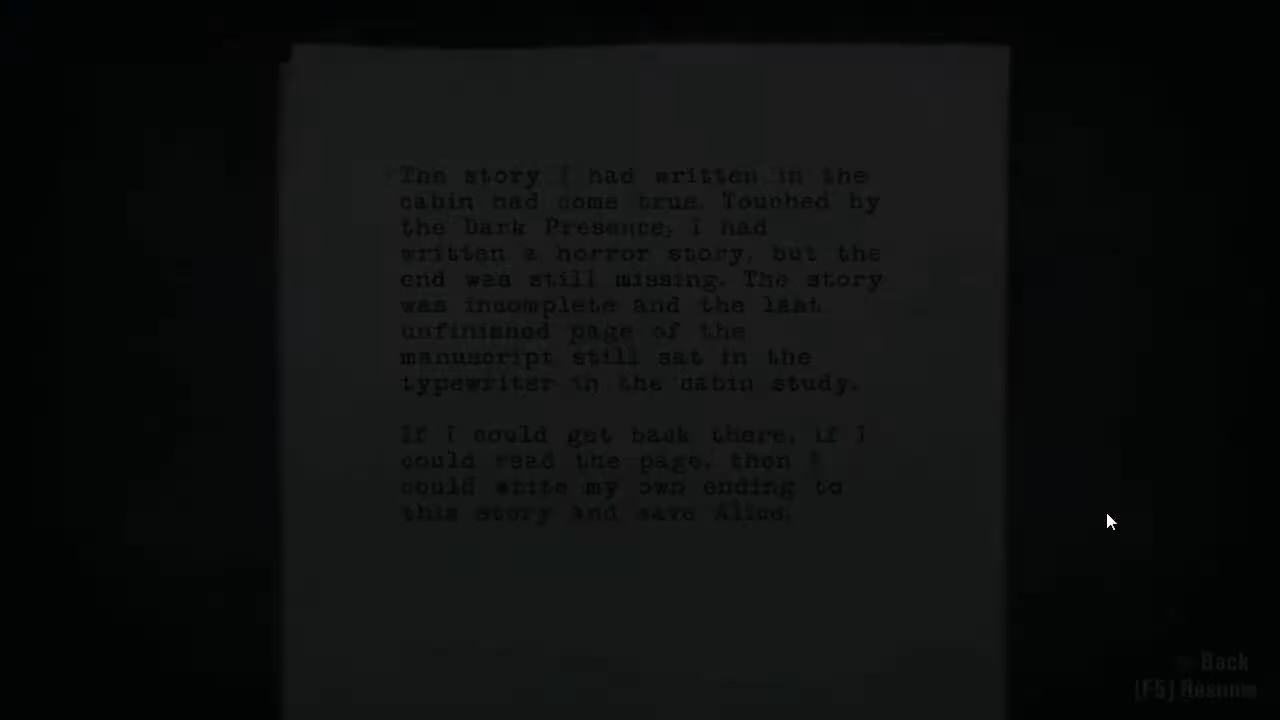 The story I had written in the
cabin had come true. Touched by
the Dark Presence, I had
written a horror story, but the
end was still missing. The story
was incomplete and the last
unfinished page of the
manuscript still sat in the
typewriter in the cabin study.
If I could get back there, if I
could read the page, then I
could write my own ending to
this story and save Alice.
Back
[F5] Resume